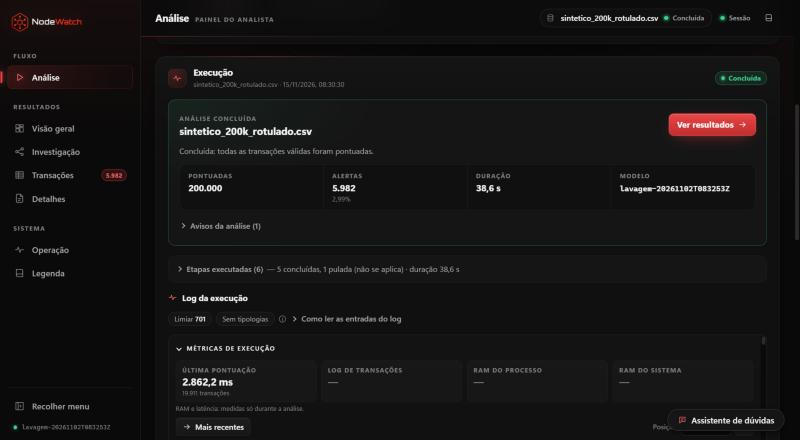 NodeWatch
FLUXO
Análise
RESULTADOS
Visão geral
Investigação
Transações 5.982
Detalhes
SISTEMA
Operação
Legenda
Recolher menu
lavagem-20261102T083253Z
Análise PAINEL DO ANALISTA
sintetico_200k_rotulado.csv Concluída Sessão
Execução
sintetico_200k_rotulado.csv · 15/11/2026, 08:30:30
Concluída
ANÁLISE CONCLUÍDA
sintetico_200k_rotulado.csv
Ver resultados →
Concluída: todas as transações válidas foram pontuadas.
PONTUADAS ALERTAS DURAÇÃO MODELO
200.000 5.982 38,6 s lavagem-20261102T083253Z
2,99%
Avisos da análise (1)
Etapas executadas (6) — 5 concluídas, 1 pulada (não se aplica) · duração 38,6 s
Log da execução
Limiar 701 Sem tipologias Como ler as entradas do log
MÉTRICAS DE EXECUÇÃO
ÚLTIMA PONTUAÇÃO LOG DE TRANSAÇÕES RAM DO PROCESSO RAM DO SISTEMA
2.862,2 ms — — —
19.911 transações
RAM e latência: medidas só durante a análise.
→ Mais recentes
Assistente de dúvidas